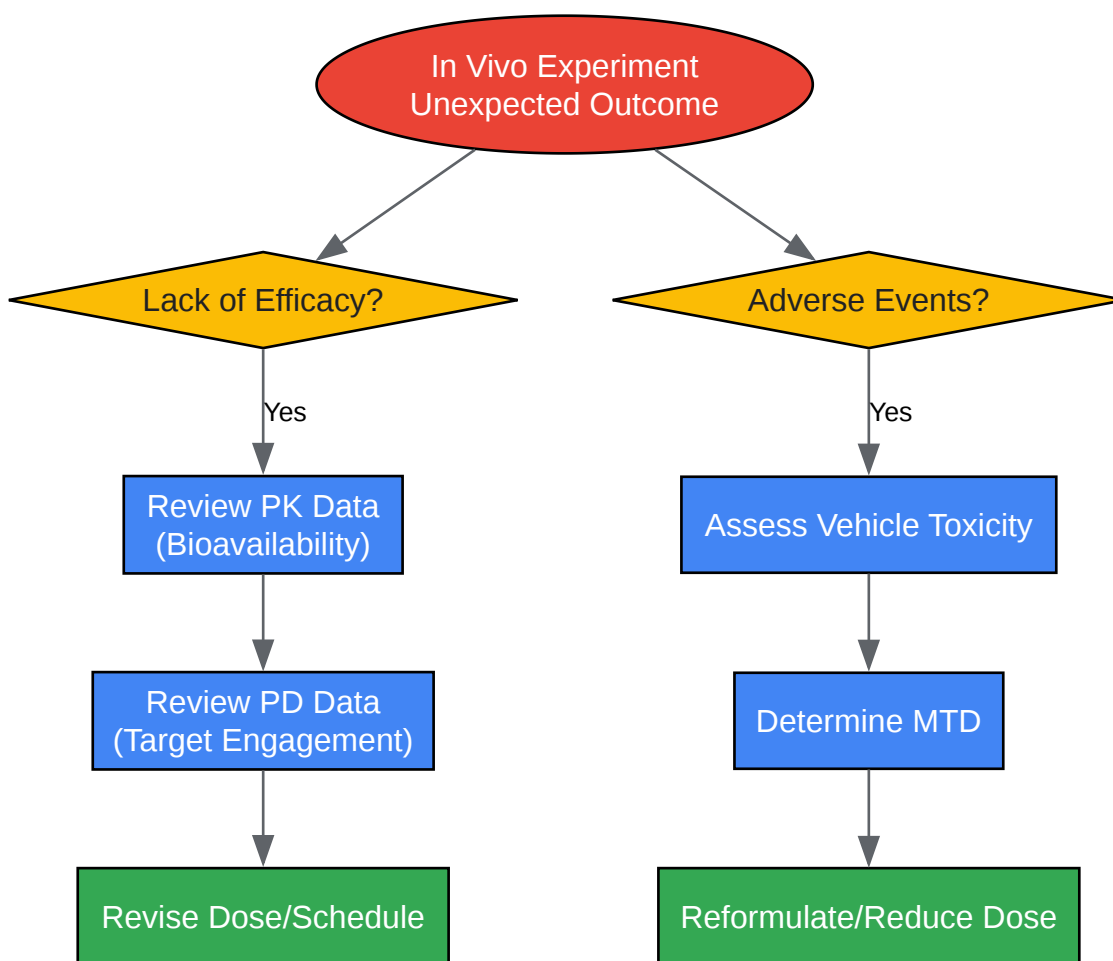 In Vivo Experiment
Unexpected Outcome
Lack of Efficacy?
Adverse Events?
Yes
Yes
Review PK Data
(Bioavailability)
Assess Vehicle Toxicity
Review PD Data
(Target Engagement)
Determine MTD
Revise Dose/Schedule
Reformulate/Reduce Dose